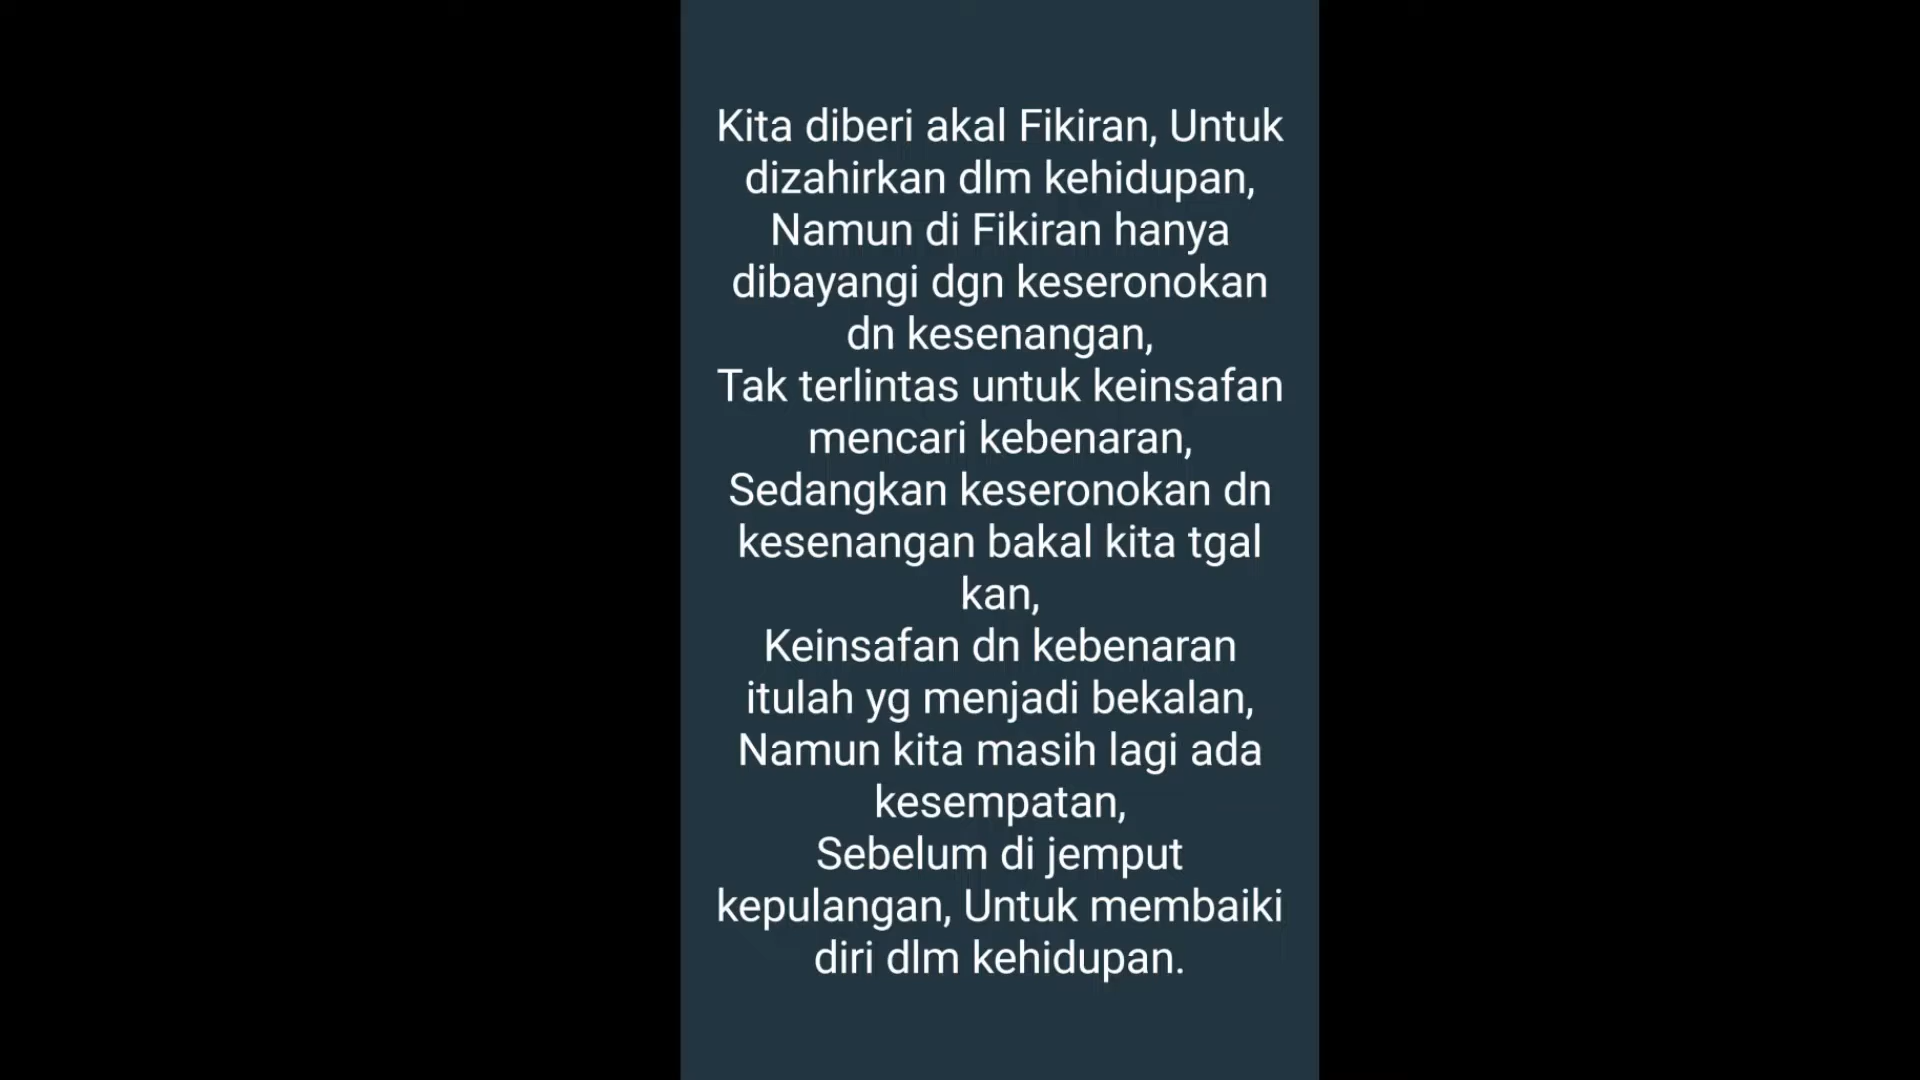 Kita diberi akal Fikiran, Untuk
dizahirkan dlm kehidupan,
Namun di Fikiran hanya
dibayangi dgn keseronokan
dn kesenangan,
Tak terlintas untuk keinsafan
mencari kebenaran,
Sedangkan keseronokan dn
kesenangan bakal kita tgal
kan,
Keinsafan dn kebenaran
itulah yg menjadi bekalan,
Namun kita masih lagi ada
kesempatan,
Sebelum di jemput
kepulangan, Untuk membaiki
diri dlm kehidupan.